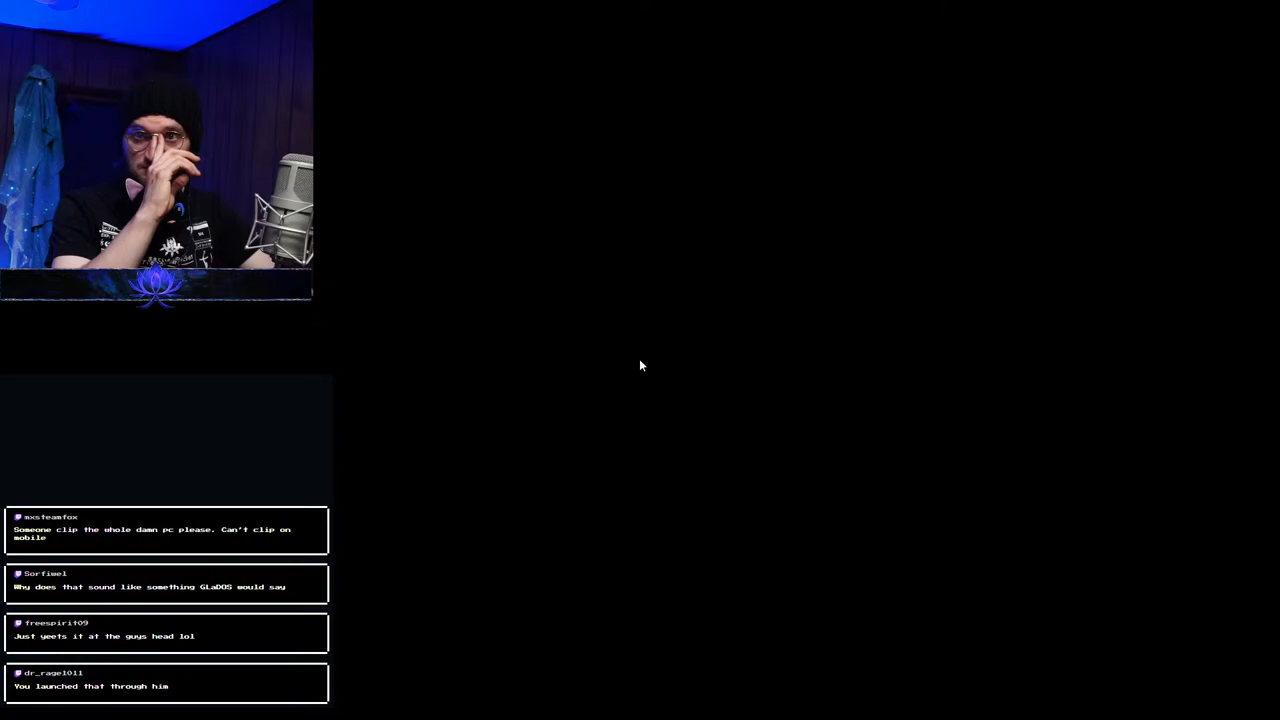 mxsteamfox
Someone clip the whole damn pc please. Can't clip on
mobile
Sorfiwel
Why does that sound like something GLaDOS would say
freespirit09
Just yeets it at the guys head lol
dr_rage1011
You launched that through him